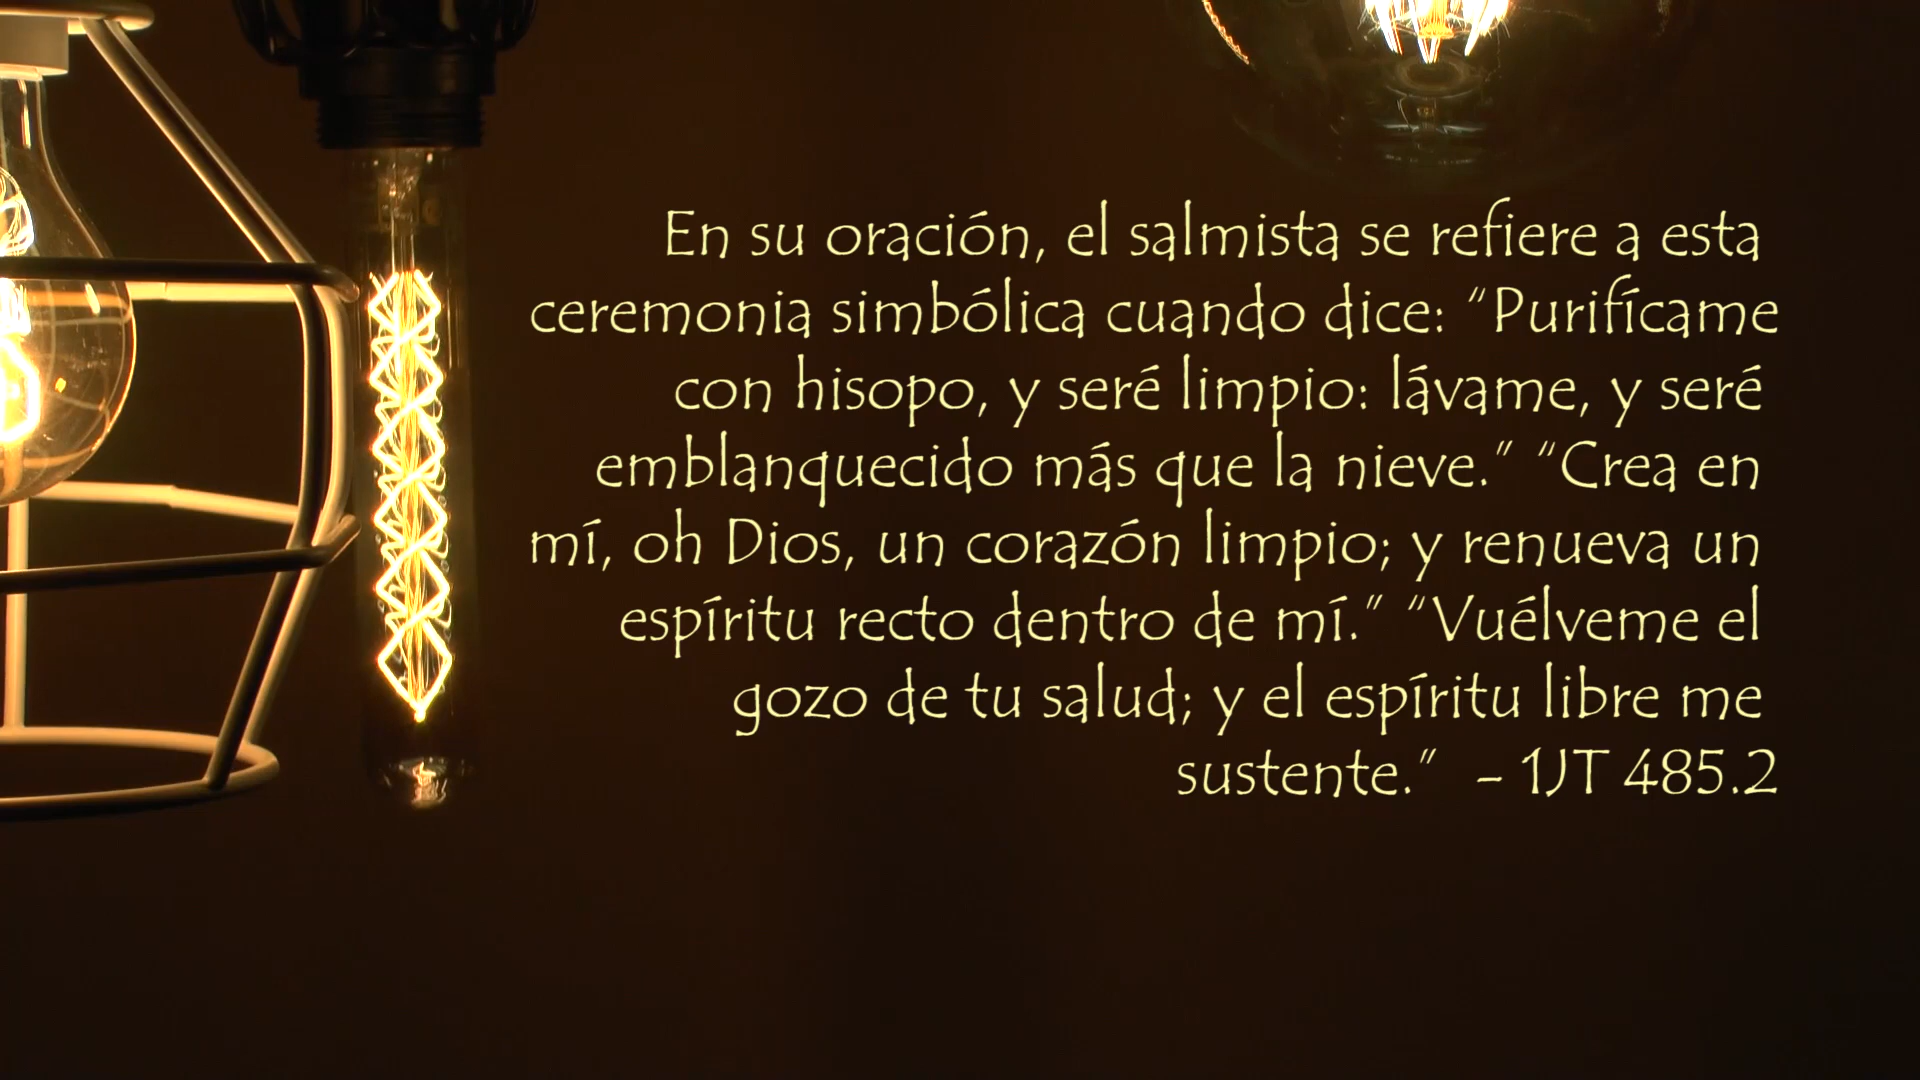 En su oración, el salmista se refiere a esta
ceremonia simbólica cuando dice: “Purifícame
con hisopo, y seré limpio: lávame, y seré
emblanquecido más que la nieve.” “Crea en
mí, oh Dios, un corazón limpio; y renueva un
espíritu recto dentro de mí.” “Vuélveme el
gozo de tu salud; y el espíritu libre me
sustente.”  – 1JT 485.2